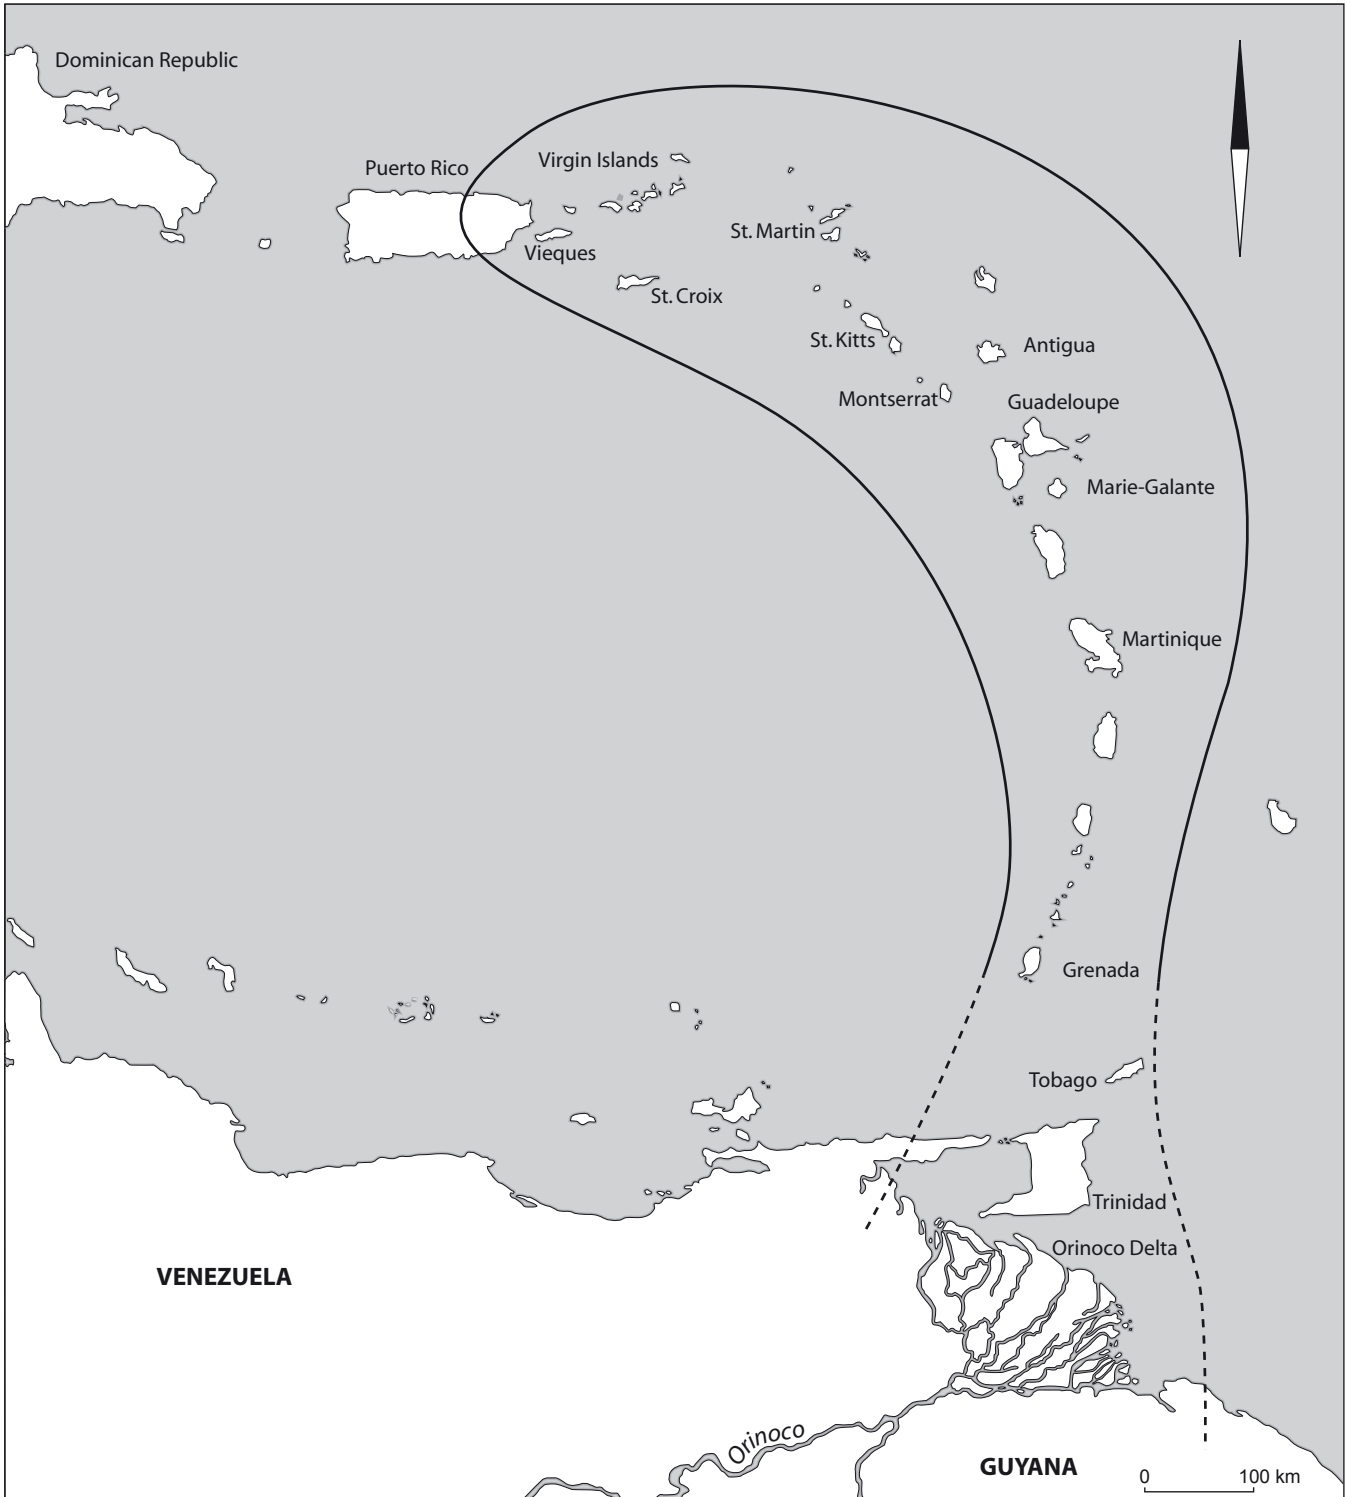 Dominican Republic
Puerto Rico
Virgin Islands
Vieques
St. Martin
St. Croix
St. Kitts
Antigua
Montserrat
Guadeloupe
Marie-Galante
Martinique
Grenada
Tobago
Trinidad
Orinoco Delta
VENEZUELA
Orinoco
GUYANA
0 100 km